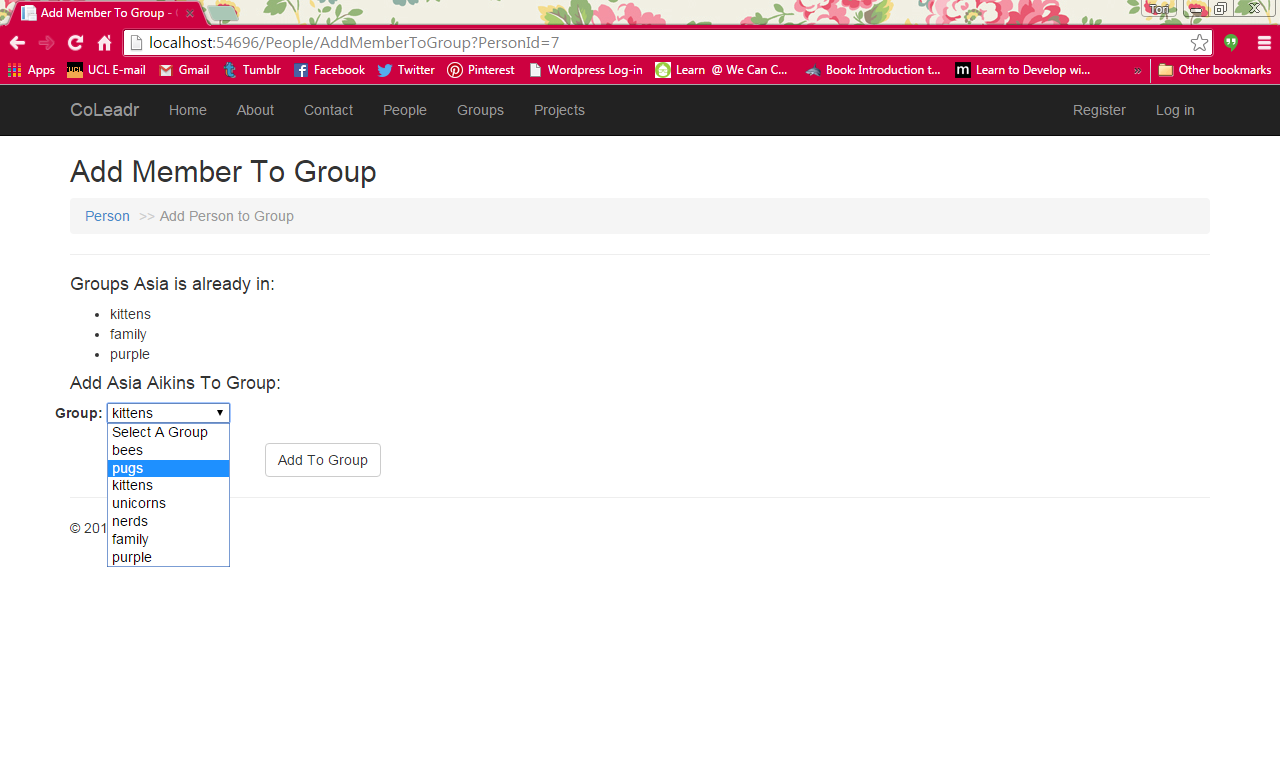 Add Member To Group -
Tori
localhost:54696/People/AddMemberToGroup?PersonId=7
Apps UCL E-mail Gmail Tumblr Facebook Twitter Pinterest Wordpress Log-in Learn @ We Can C... Book: Introduction t... Learn to Develop wi... » Other bookmarks
CoLeadr Home About Contact People Groups Projects Register Log in
Add Member To Group
Person >> Add Person to Group
Groups Asia is already in:
• kittens
• family
• purple
Add Asia Aikins To Group:
Group: kittens
Select A Group
bees
pugs
Add To Group
kittens
unicorns
nerds
© 201
family
purple